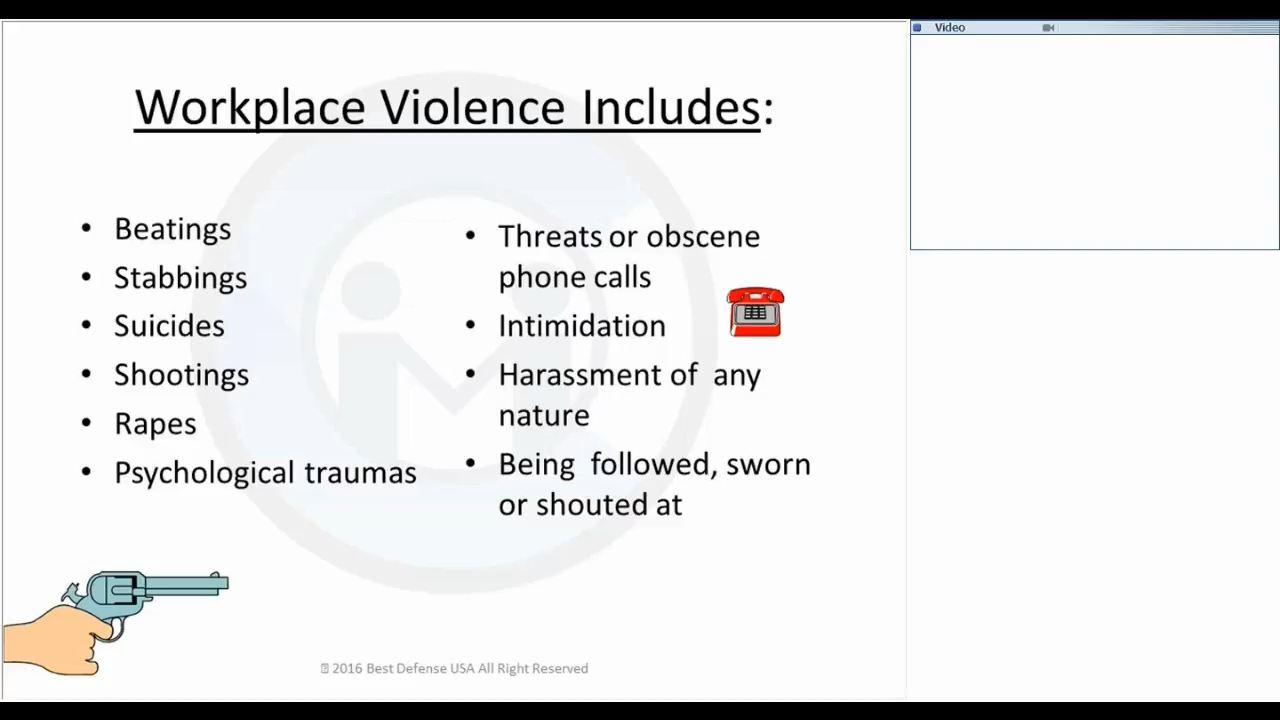 Video
Workplace Violence Includes:
• Beatings
• Stabbings
• Suicides
• Shootings
• Rapes
• Psychological traumas
• Threats or obscene
phone calls
• Intimidation
• Harassment of any
nature
• Being followed, sworn
or shouted at
2016 Best Defense USA All Right Reserved